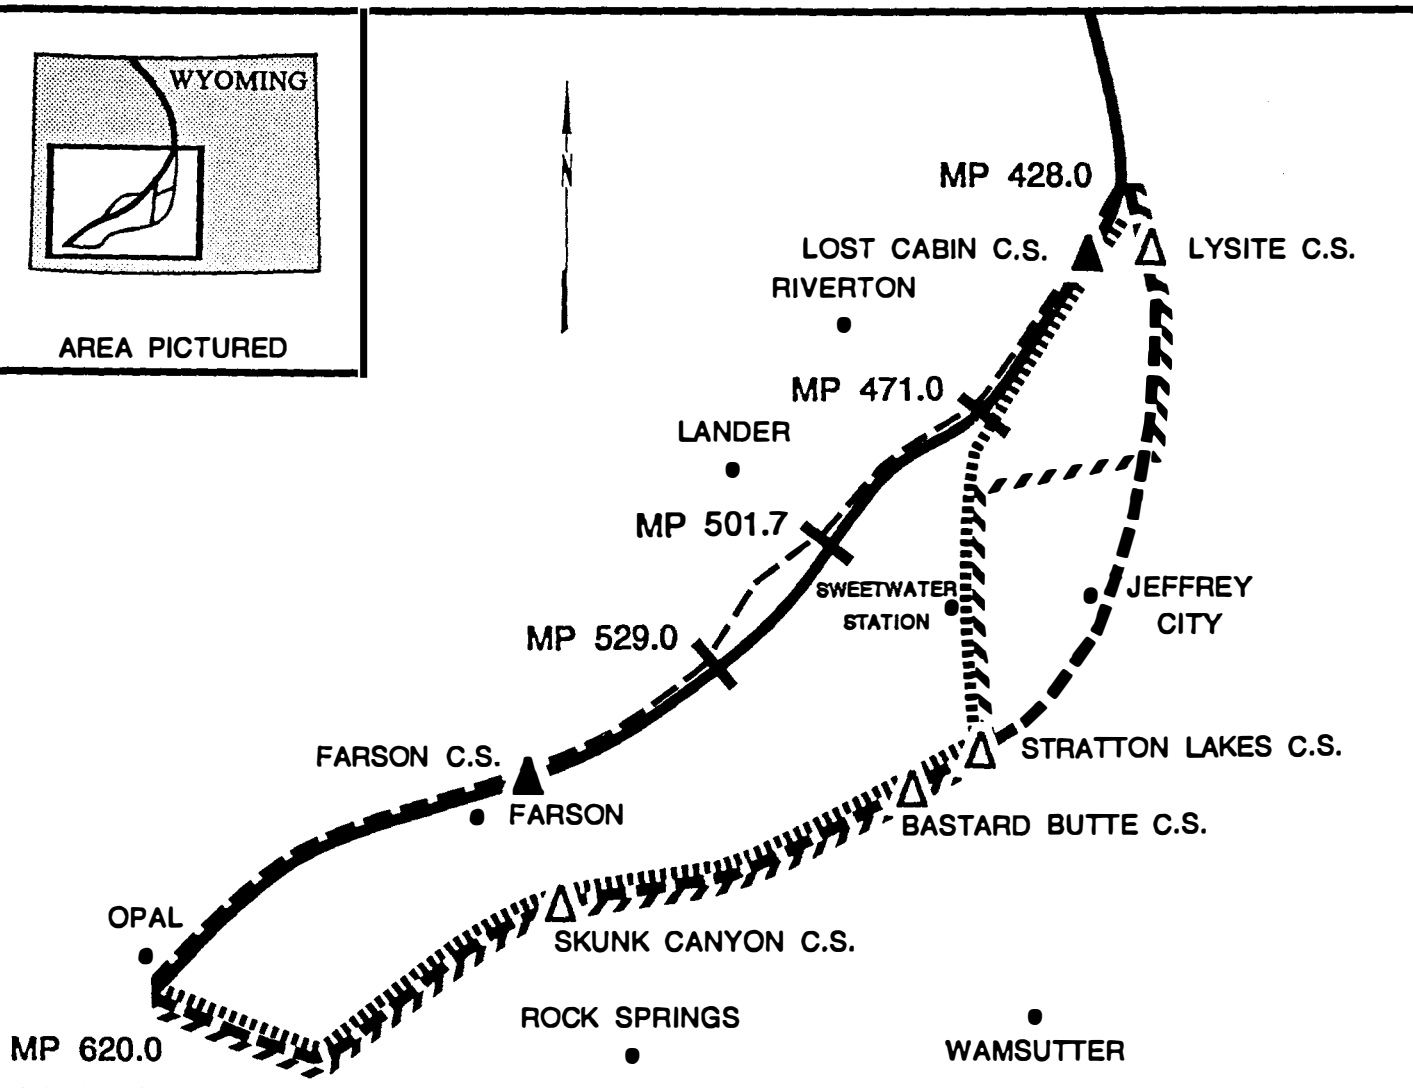 WYOMING
AREA PICTURED
N
MP 428.0
LOST CABIN C.S.
LYSITE C.S.
RIVERTON
MP 471.0
LANDER
MP 501.7
SWEETWATER
STATION
JEFFREY
CITY
MP 529.0
FARSON C.S.
STRATTON LAKES C.S.
FARSON
BASTARD BUTTE C.S.
OPAL
SKUNK CANYON C.S.
ROCK SPRINGS
MP 620.0
WAMSUTTER